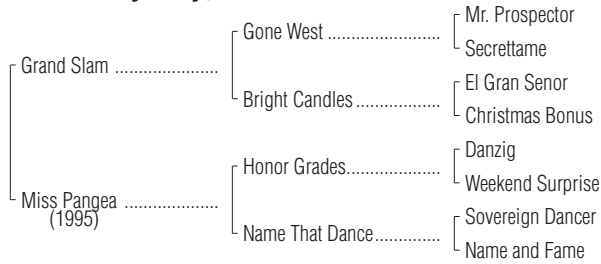 Mr. Prospector
Gone West ....................
Secrettame
Grand Slam ...................
El Gran Senor
Bright Candles...............
Christmas Bonus
Danzig
Honor Grades.................
Weekend Surprise
Miss Pangea .................
(1995)
Sovereign Dancer
Name That Dance...........
Name and Fame